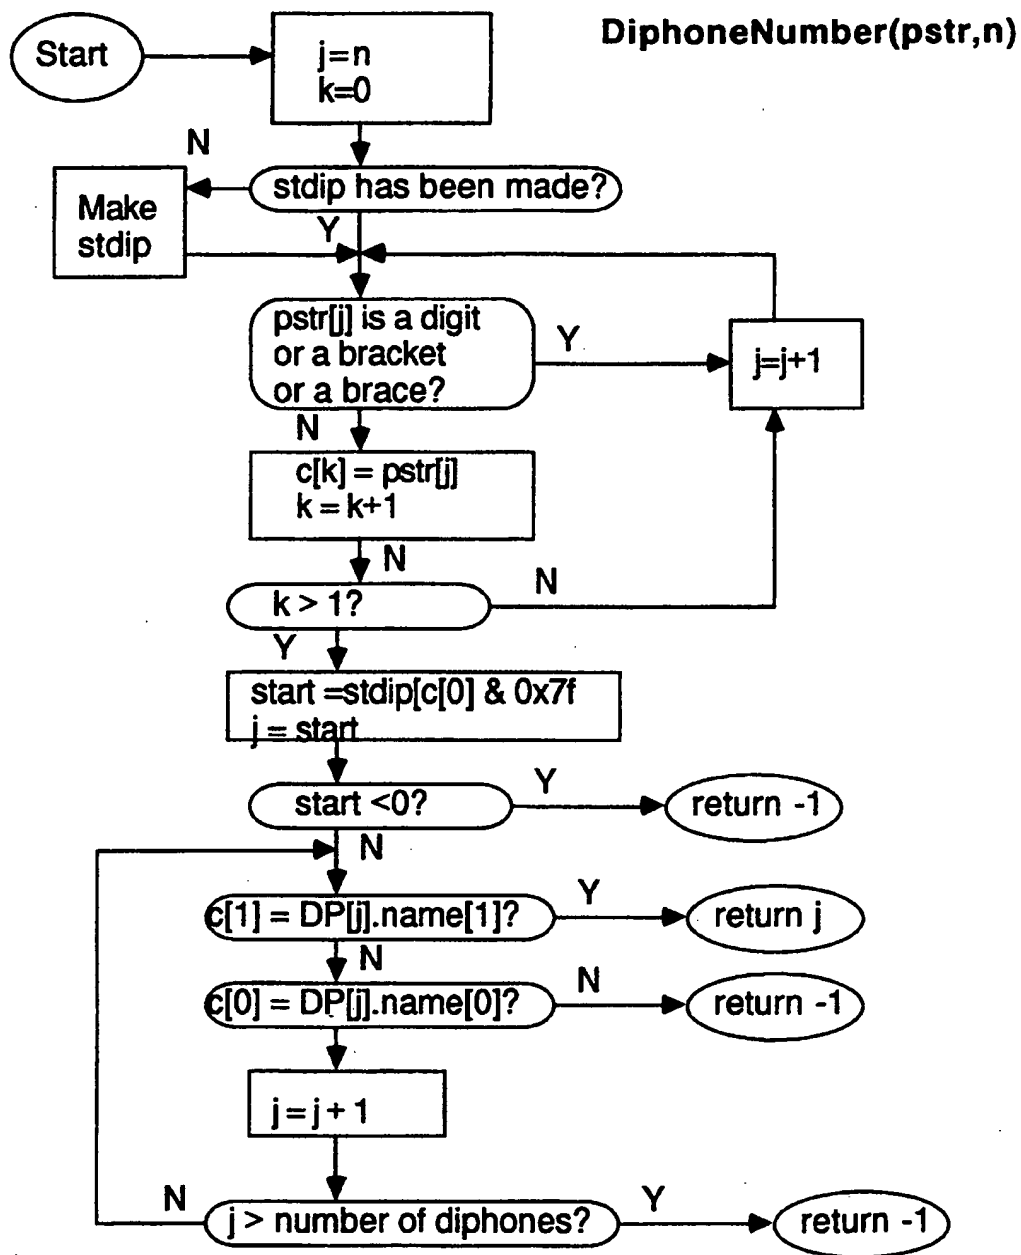 DiphoneNumber(pstr,n)
Start
j=n
k=0
N
stdip has been made?
Make
stdip
Y
pstr[j] is a digit
or a bracket
or a brace?
Y
j=j+1
N
c[k] = pstr[j]
k = k+1
N
k > 1?
N
Y
start =stdip[c[0] & 0x7f
j = start
start <0?
Y
return -1
N
c[1] = DP[j].name[1]?
Y
return j
N
c[0] = DP[j].name[0]?
N
return -1
j = j + 1
N
j > number of diphones?
Y
return -1